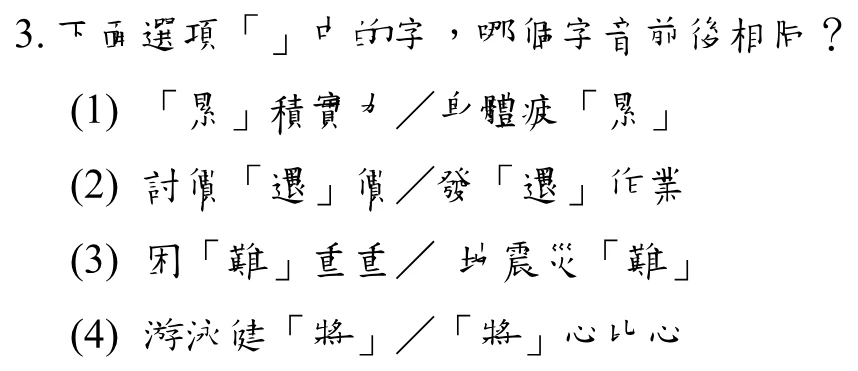 3. 下面選項「」中的字，哪個字音前後相同？
(1) 「累」積實力／身體疲「累」
(2) 討價「還」價／發「還」作業
(3) 困「難」重重／ 地震災「難」
(4) 游泳健「將」／「將」心比心